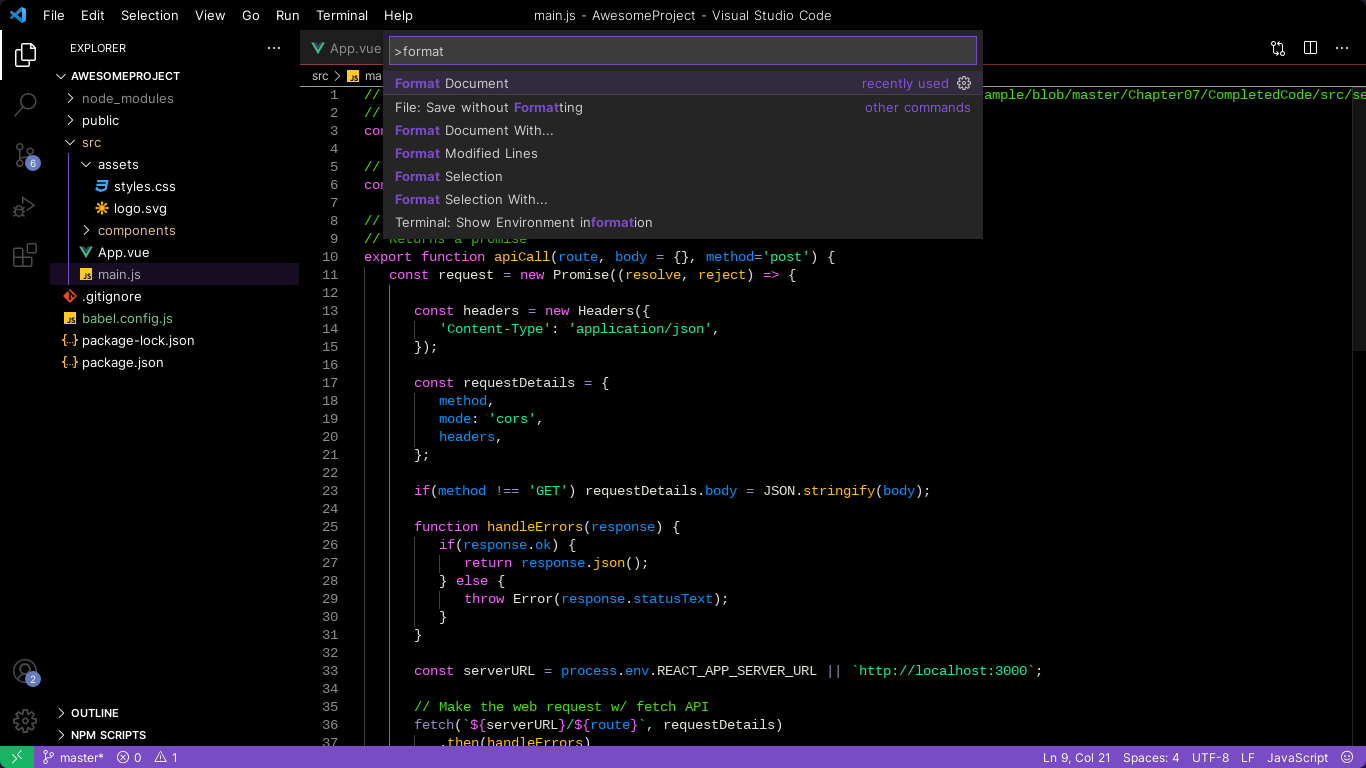 File Edit Selection View Go Run Terminal Help
main.js - AwesomeProject - Visual Studio Code
EXPLORER
AWESOMEPROJECT
node_modules
public
src
assets
styles.css
logo.svg
components
App.vue
main.js
.gitignore
babel.config.js
package-lock.json
package.json
OUTLINE
NPM SCRIPTS
6
2
App.vue
>format
Format Document recently used
File: Save without Formatting other commands
Format Document With...
Format Modified Lines
Format Selection
Format Selection With...
Terminal: Show Environment information
src > JS
1 // ample/blob/master/Chapter07/CompletedCode/src/se
2 //
3 con
4
5 //
6 con
7
8 //
9 // Returns a promise
10 export function apiCall(route, body = {}, method='post') {
11 const request = new Promise((resolve, reject) => {
12
13 const headers = new Headers({
14 'Content-Type': 'application/json',
15 });
16
17 const requestDetails = {
18 method,
19 mode: 'cors',
20 headers,
21 };
22
23 if(method !== 'GET') requestDetails.body = JSON.stringify(body);
24
25 function handleErrors(response) {
26 if(response.ok) {
27 return response.json();
28 } else {
29 throw Error(response.statusText);
30 }
31 }
32
33 const serverURL = process.env.REACT_APP_SERVER_URL || `http://localhost:3000`;
34
35 // Make the web request w/ fetch API
36 fetch(`${serverURL}/${route}`, requestDetails)
37 .then(handleErrors)
master* 0 1 Ln 9, Col 21 Spaces: 4 UTF-8 LF JavaScript